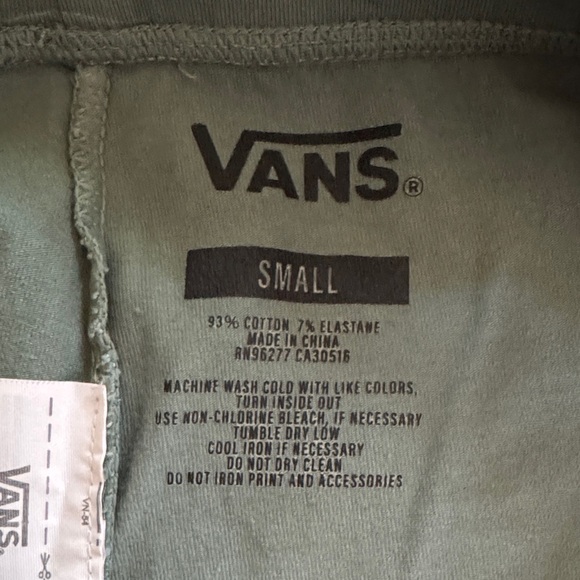 VANS®
SMALL
93% COTTON 7% ELASTANE
MADE IN CHINA
RN96277 CA30516
MACHINE WASH COLD WITH LIKE COLORS,
TURN INSIDE OUT
USE NON-CHLORINE BLEACH, IF NECESSARY
TUMBLE DRY LOW
COOL IRON IF NECESSARY
DO NOT DRY CLEAN
DO NOT IRON PRINT AND ACCESSORIES
VANS®